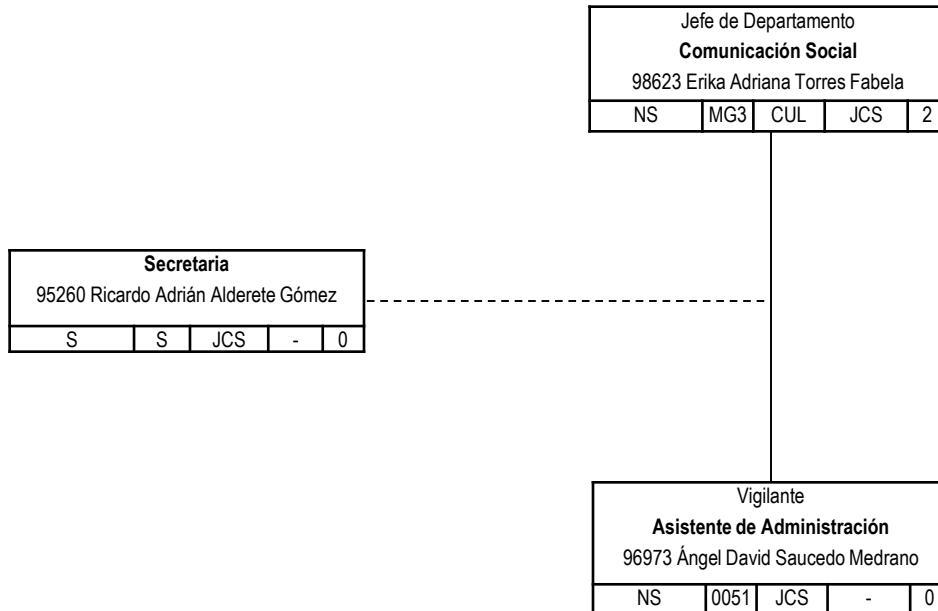 Jefe de Departamento
Comunicación Social
98623 Erika Adriana Torres Fabela
NS MG3 CUL JCS 2
Secretaria
95260 Ricardo Adrián Alderete Gómez
S S JCS - 0
Vigilante
Asistente de Administración
96973 Ángel David Saucedo Medrano
NS 0051 JCS - 0